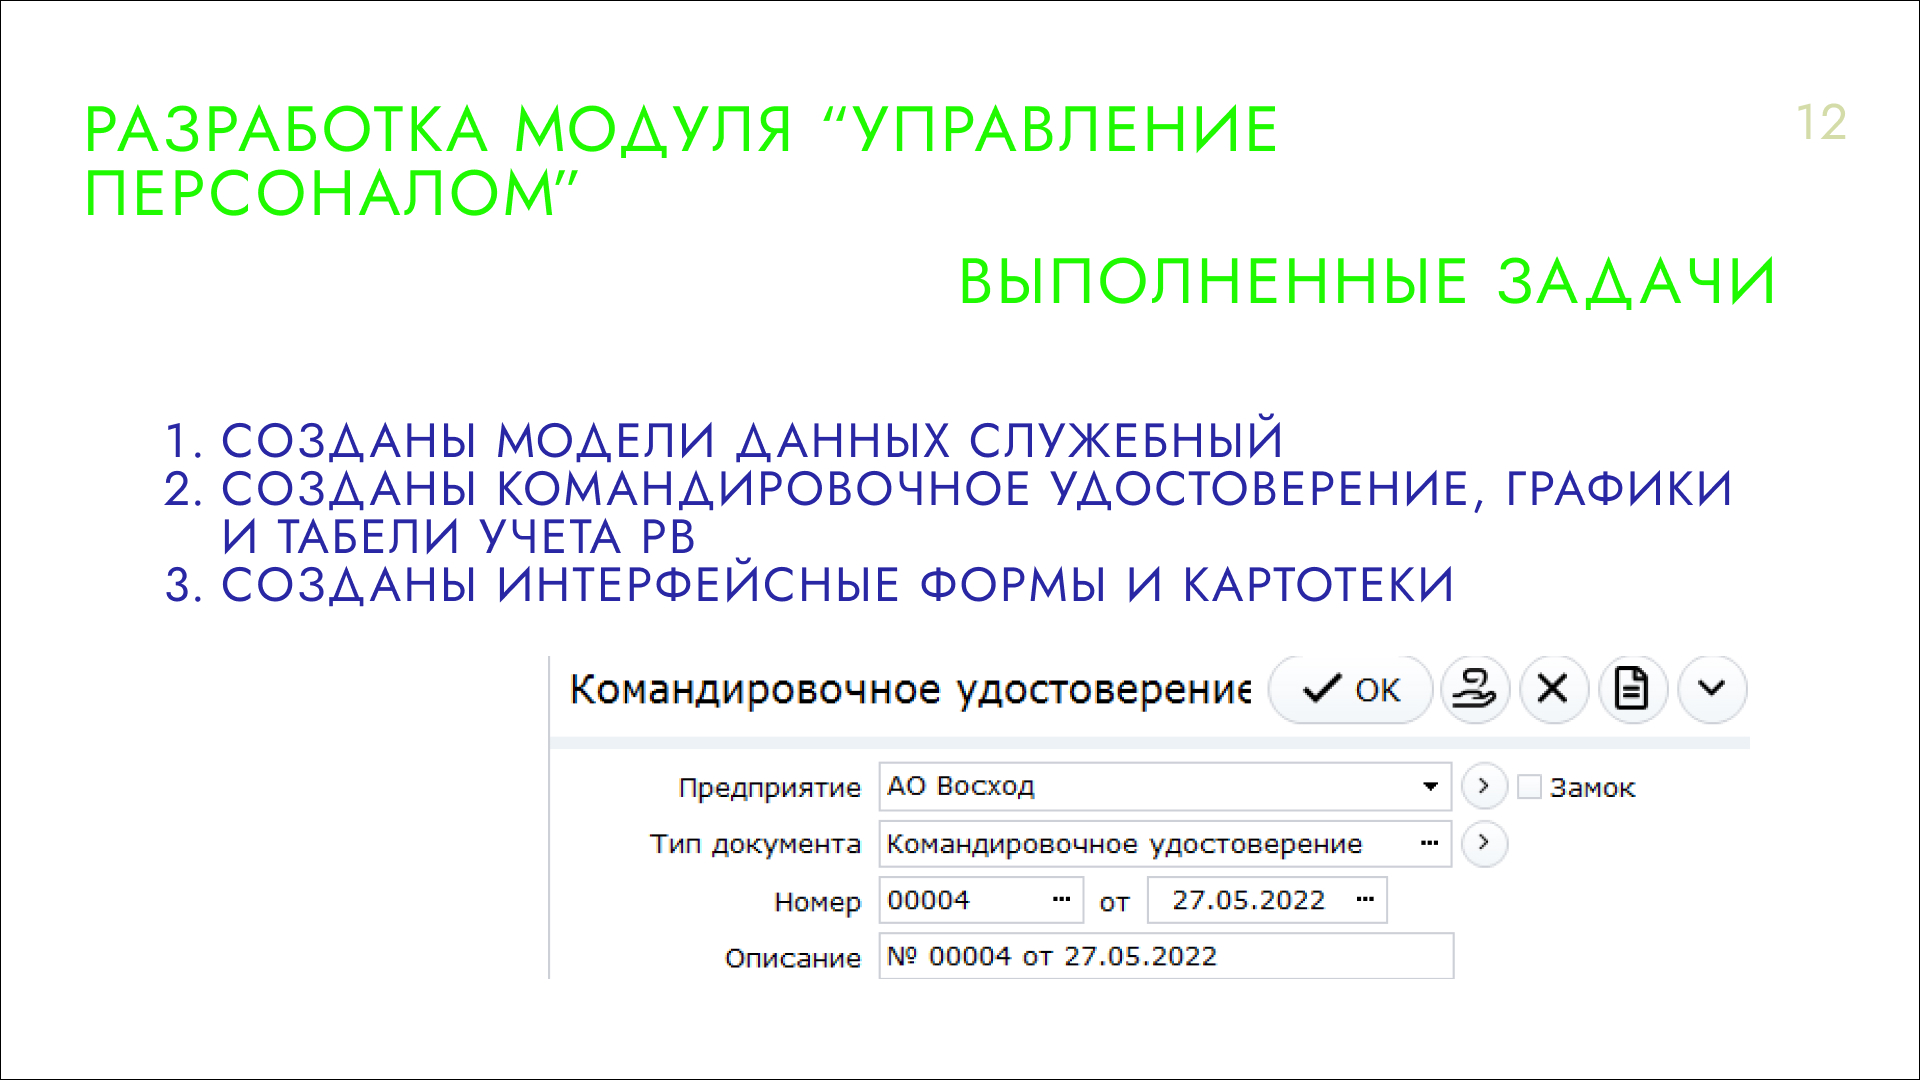 РАЗРАБОТКА МОДУЛЯ “УПРАВЛЕНИЕ
ПЕРСОНАЛОМ”
12
ВЫПОЛНЕННЫЕ ЗАДАЧИ
1. СОЗДАНЫ МОДЕЛИ ДАННЫХ СЛУЖЕБНЫЙ
2. СОЗДАНЫ КОМАНДИРОВОЧНОЕ УДОСТОВЕРЕНИЕ, ГРАФИКИ
И ТАБЕЛИ УЧЕТА РВ
3. СОЗДАНЫ ИНТЕРФЕЙСНЫЕ ФОРМЫ И КАРТОТЕКИ
Командировочное удостоверение OK
Предприятие АО Восход Замок
Тип документа Командировочное удостоверение ...
Номер 00004 ... от 27.05.2022 ...
Описание № 00004 от 27.05.2022